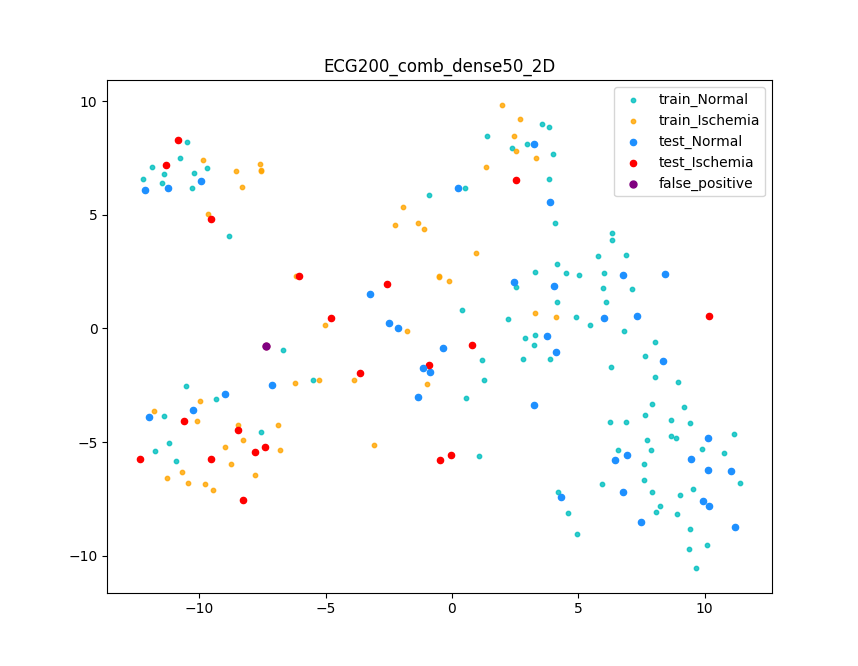 ECG200_comb_dense50_2D
train_Normal
train_Ischemia
test_Normal
test_Ischemia
false_positive
10
5
0
−5
−10
−10
−5
0
5
10